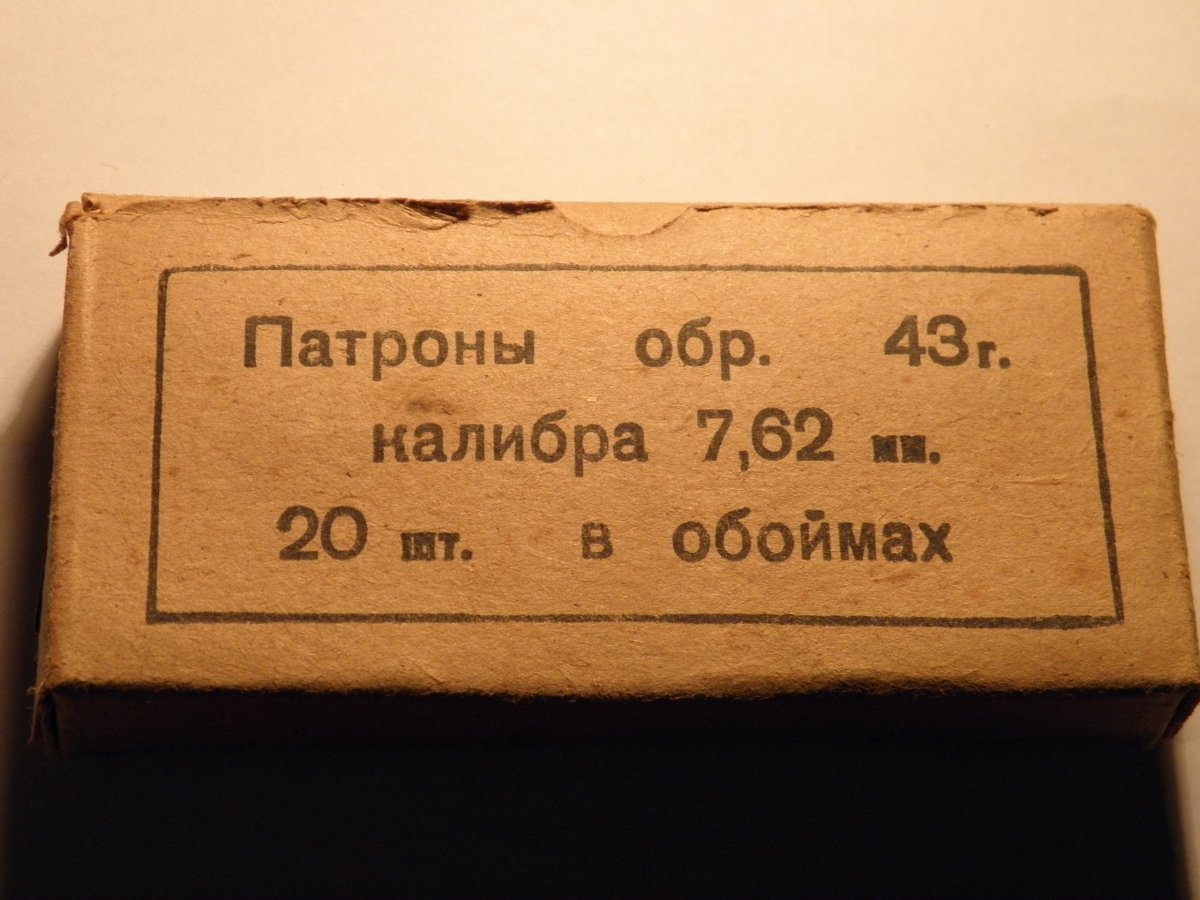 Патроны обр. 43г.
калибра 7,62 мм.
20 шт. в обоймах